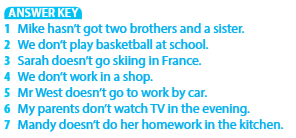 ANSWER KEY
1 Mike hasn't got two brothers and a sister.
2 We don't play basketball at school.
3 Sarah doesn't go skiing in France.
4 We don't work in a shop.
5 Mr West doesn't go to work by car.
6 My parents don't watch TV in the evening.
7 Mandy doesn't do her homework in the kitchen.